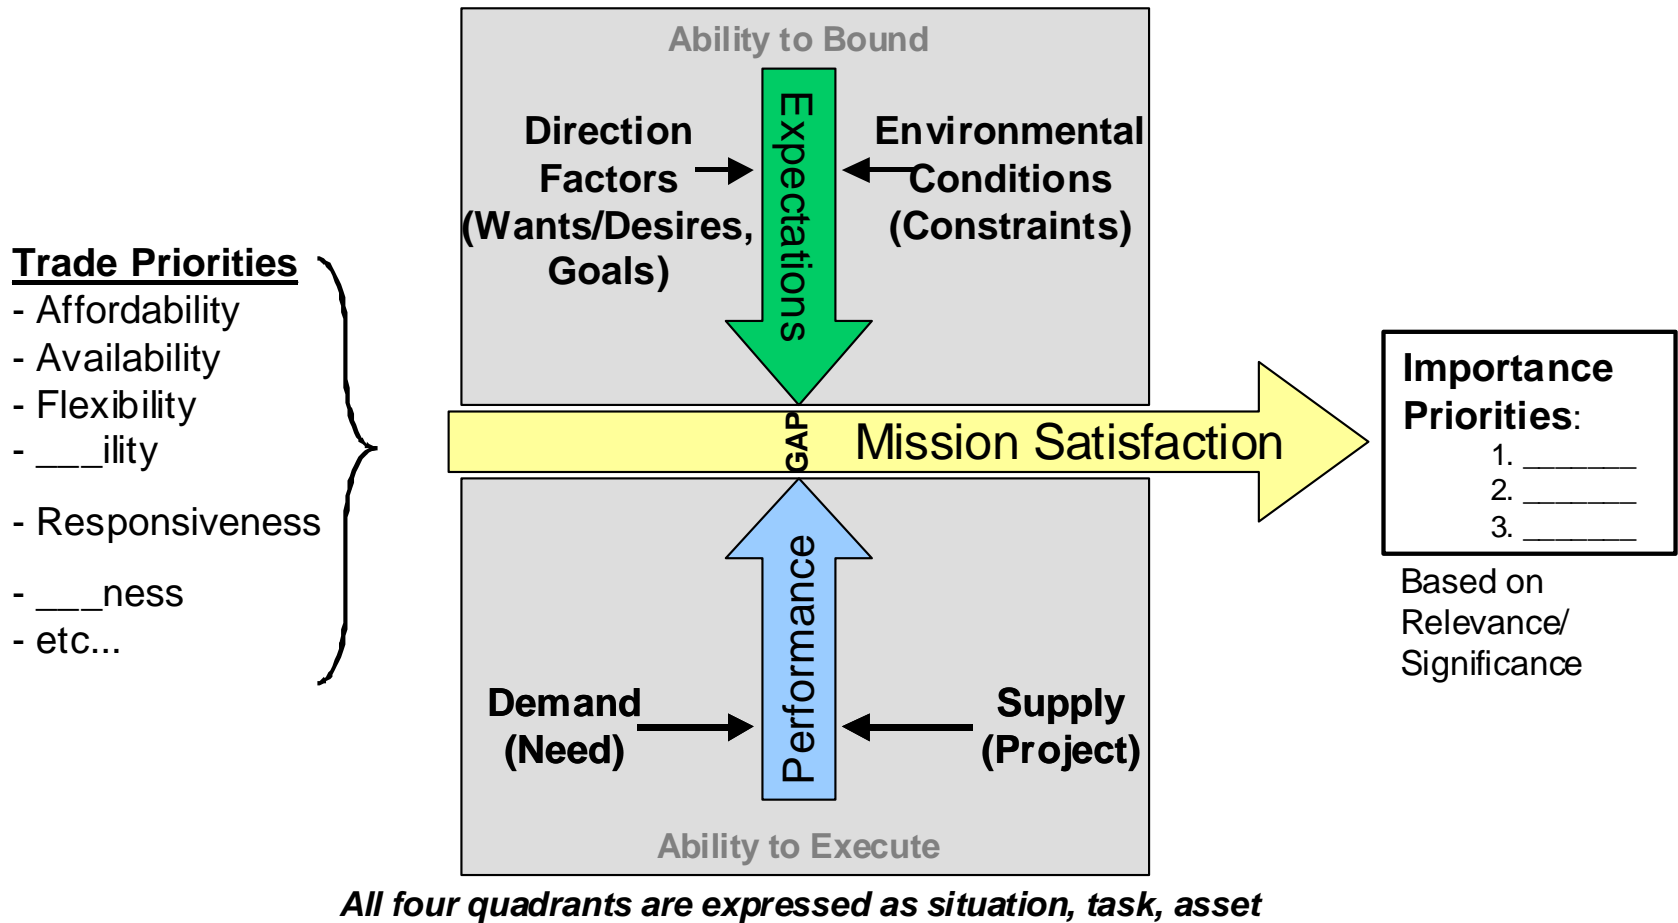 Trade Priorities
- Affordability
- Availability
- Flexibility
- ___ility
- Responsiveness
- ___ness
- etc...
Ability to Bound
Direction
Factors
(Wants/Desires,
Goals)
Expectations
Environmental
Conditions
(Constraints)
GAP
Mission Satisfaction
Demand
(Need)
Performance
Supply
(Project)
Ability to Execute
Importance
Priorities:
1. _______
2. _______
3. _______
Based on
Relevance/
Significance
All four quadrants are expressed as situation, task, asset